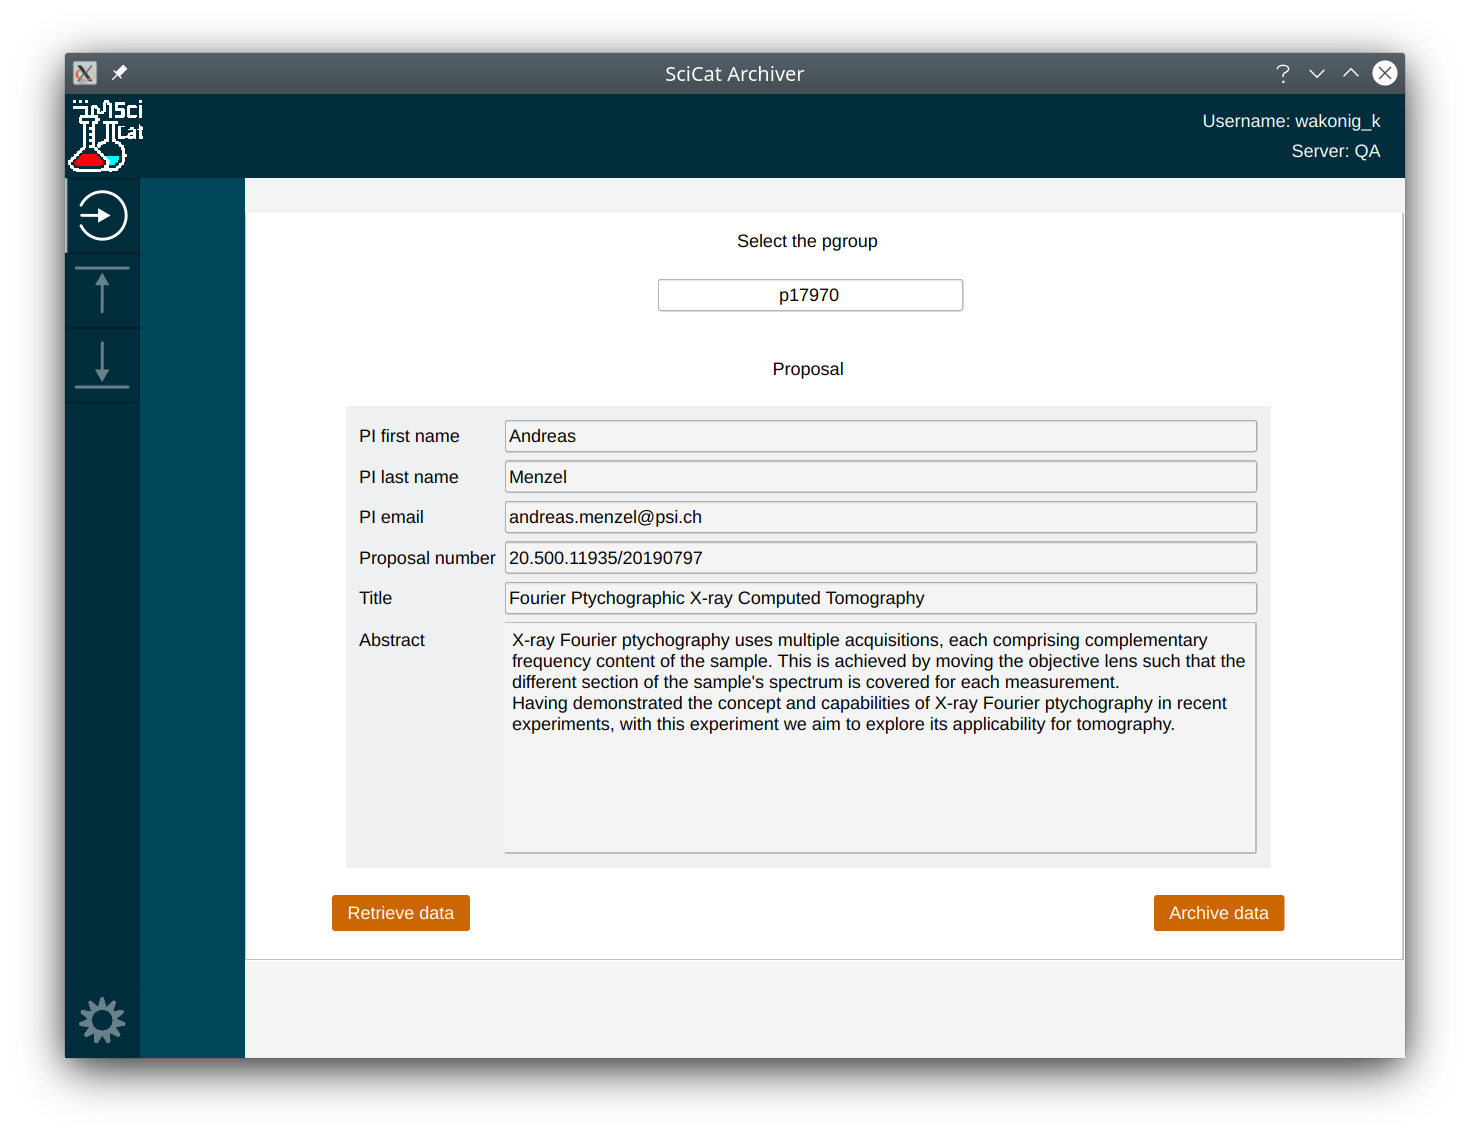 SciCat Archiver
Sci
Cat
Username: wakonig_k
Server: QA
Select the pgroup
p17970
Proposal
PI first name Andreas
PI last name Menzel
PI email andreas.menzel@psi.ch
Proposal number 20.500.11935/20190797
Title Fourier Ptychographic X-ray Computed Tomography
Abstract X-ray Fourier ptychography uses multiple acquisitions, each comprising complementary
frequency content of the sample. This is achieved by moving the objective lens such that the
different section of the sample's spectrum is covered for each measurement.
Having demonstrated the concept and capabilities of X-ray Fourier ptychography in recent
experiments, with this experiment we aim to explore its applicability for tomography.
Retrieve data Archive data